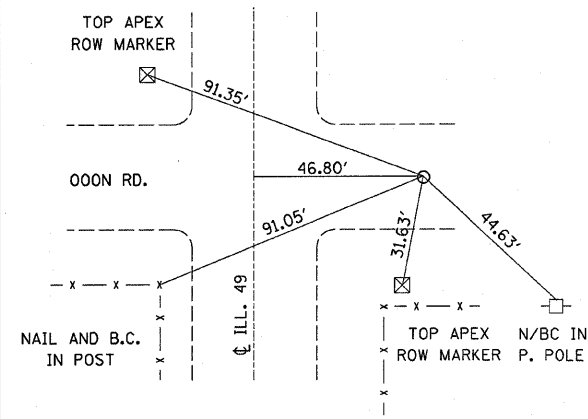 TOP APEX
ROW MARKER
91.35'
46.80'
OOON RD.
91.05'
31.63'
44.63'
℄ ILL. 49
NAIL AND B.C.
IN POST
TOP APEX
ROW MARKER
N/BC IN
P. POLE